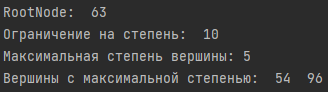 RootNode:  63
Ограничение на степень:  10
Максимальная степень вершины: 5
Вершины с максимальной степенью:  54  96